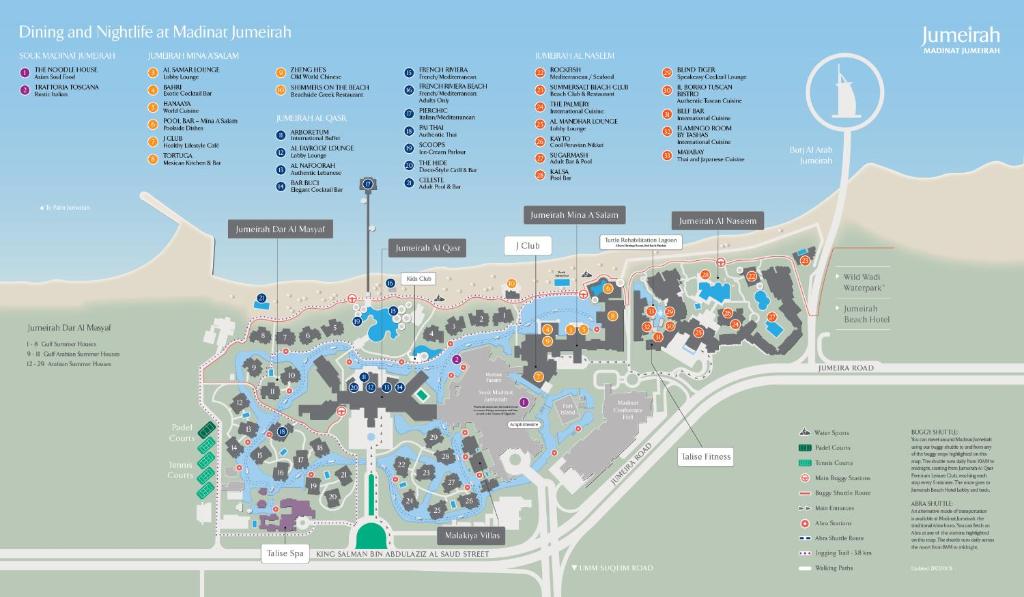 Dining and Nightlife at Madinat Jumeirah
Jumeirah
MADINAT JUMEIRAH
SOUK MADINAT JUMEIRAH
1 THE NOODLE HOUSE
Asian Soul Food
2 TRATTORIA TOSCANA
Rustic Italian
JUMEIRAH MINA A'SALAM
3 AL SAMAR LOUNGE
Lobby Lounge
4 BAHRI
Exotic Cocktail Bar
5 HANAAYA
World Cuisine
6 POOL BAR – Mina A'Salam
Poolside Dishes
7 J CLUB
Healthy Lifestyle Café
8 TORTUGA
Mexican Kitchen & Bar
9 ZHENG HE'S
Old World Chinese
10 SHIMMERS ON THE BEACH
Beachside Greek Restaurant
JUMEIRAH AL QASR
11 ARBORETUM
International Buffet
12 AL FAYROOZ LOUNGE
Lobby Lounge
13 AL NAFOORAH
Authentic Lebanese
14 BAR BUCI
Elegant Cocktail Bar
15 FRENCH RIVIERA
French/Mediterranean
16 FRENCH RIVIERA BEACH
French/Mediterranean
Adults Only
17 PIERCHIC
Italian/Mediterranean
18 PAI THAI
Authentic Thai
19 SCOOPS
Ice-Cream Parlour
20 THE HIDE
Deco-Style Grill & Bar
21 CELESTE
Adult Pool & Bar
JUMEIRAH AL NASEEM
22 ROCKFISH
Mediterranean / Seafood
23 SUMMERSALT BEACH CLUB
Beach Club & Restaurant
24 THE PALMERY
International Cuisine
25 AL MANDHAR LOUNGE
Lobby Lounge
26 KAYTO
Cool Peruvian Nikkei
27 SUGARMASH
Adult Bar & Pool
28 KALSA
Pool Bar
29 BLIND TIGER
Speakeasy Cocktail Lounge
30 IL BORRO TUSCAN
BISTRO
Authentic Tuscan Cuisine
31 BEEF BAR
International Cuisine
32 FLAMINGO ROOM
BY TASHAS
International Cuisine
33 MAYABAY
Thai and Japanese Cuisine
Burj Al Arab
Jumeirah
◄ To Palm Jumeirah
Jumeirah Dar Al Masyaf
Jumeirah Al Qasr
Jumeirah Mina A'Salam
Jumeirah Al Naseem
J Club
Kids Club
Turtle Rehabilitation Lagoon
Wild Wadi
Waterpark™
Jumeirah
Beach Hotel
Jumeirah Dar Al Masyaf
1 - 8 Gulf Summer Houses
9 - 11 Gulf Arabian Summer Houses
12 - 29 Arabian Summer Houses
Souk Madinat
Jumeirah
Amphitheatre
Fort
Island
Madinat
Conference
Hall
JUMEIRA ROAD
JUMEIRA ROAD
Padel
Courts
Tennis
Courts
Talise Fitness
Malakiya Villas
Talise Spa
KING SALMAN BIN ABDULAZIZ AL SAUD STREET
▼ UMM SUQEIM ROAD
Water Sports
Padel Courts
Tennis Courts
Main Buggy Stations
Buggy Shuttle Route
Main Entrances
Abra Stations
Abra Shuttle Route
Jogging Trail - 3.8 km
Walking Paths
BUGGY SHUTTLE:
ABRA SHUTTLE: